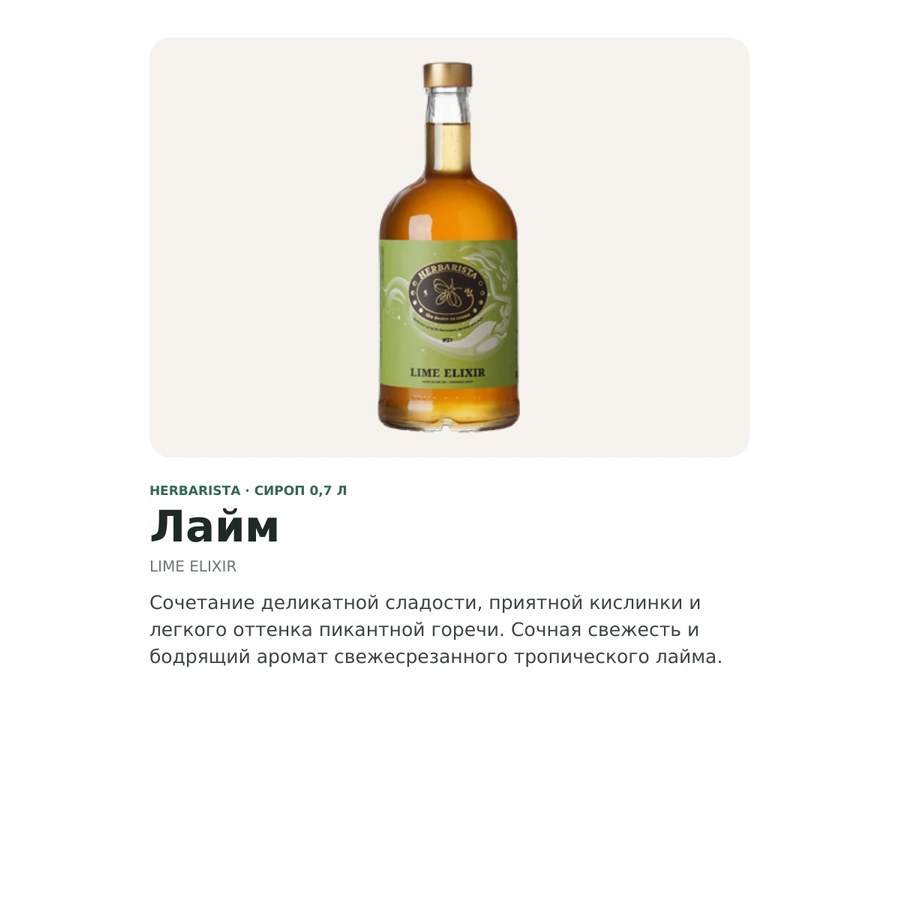 HERBARISTA
LIME ELIXIR
HERBARISTA · СИРОП 0,7 Л
Лайм
LIME ELIXIR
Сочетание деликатной сладости, приятной кислинки и
легкого оттенка пикантной горечи. Сочная свежесть и
бодрящий аромат свежесрезанного тропического лайма.